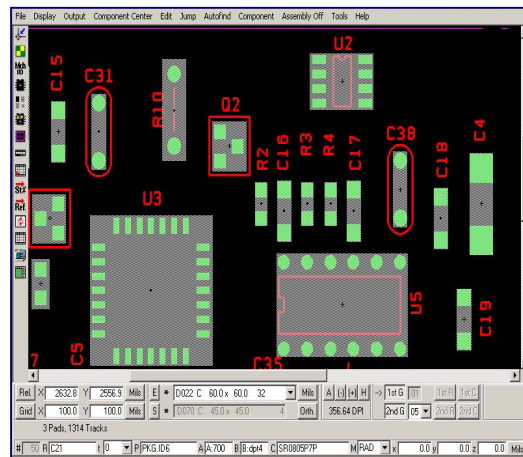 File Display Output Component Center Edit Jump Autofind Component Assembly Off Tools Help
U2
C15
C31
R10
Q2
R2
C16
R3
R4
C17
C38
C18
C4
U3
U5
C5
C35
C19
7
Rel. X 2632.8 Y 2556.9 Mils E * D022 C 60.0 x 60.0 32 Mils A (-) (+) H -> 1st G 01 1st R 1st C
Grid X 100.0 Y 100.0 Mils S * D070 C 45.0 x 45.0 4 Orth. 356.64 DPI 2nd G 05 2nd R 2nd C
3 Pads, 1314 Tracks
# 50 R C21 t 0 P PKG.ID6 A A:700 B B:dpt4 C SR0805P7P M RAD x 0.0 y 0.0 z 0.0 Mils